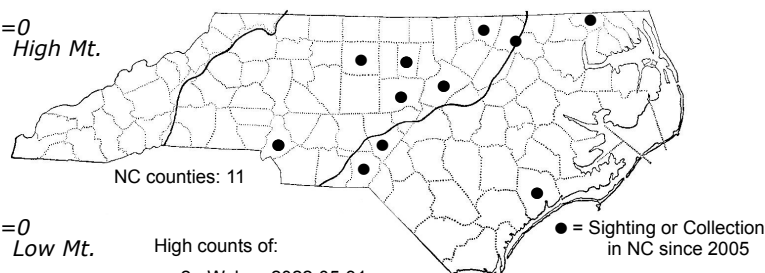 =0
High Mt.
NC counties: 11
=0
Low Mt.
High counts of:
● = Sighting or Collection
in NC since 2005